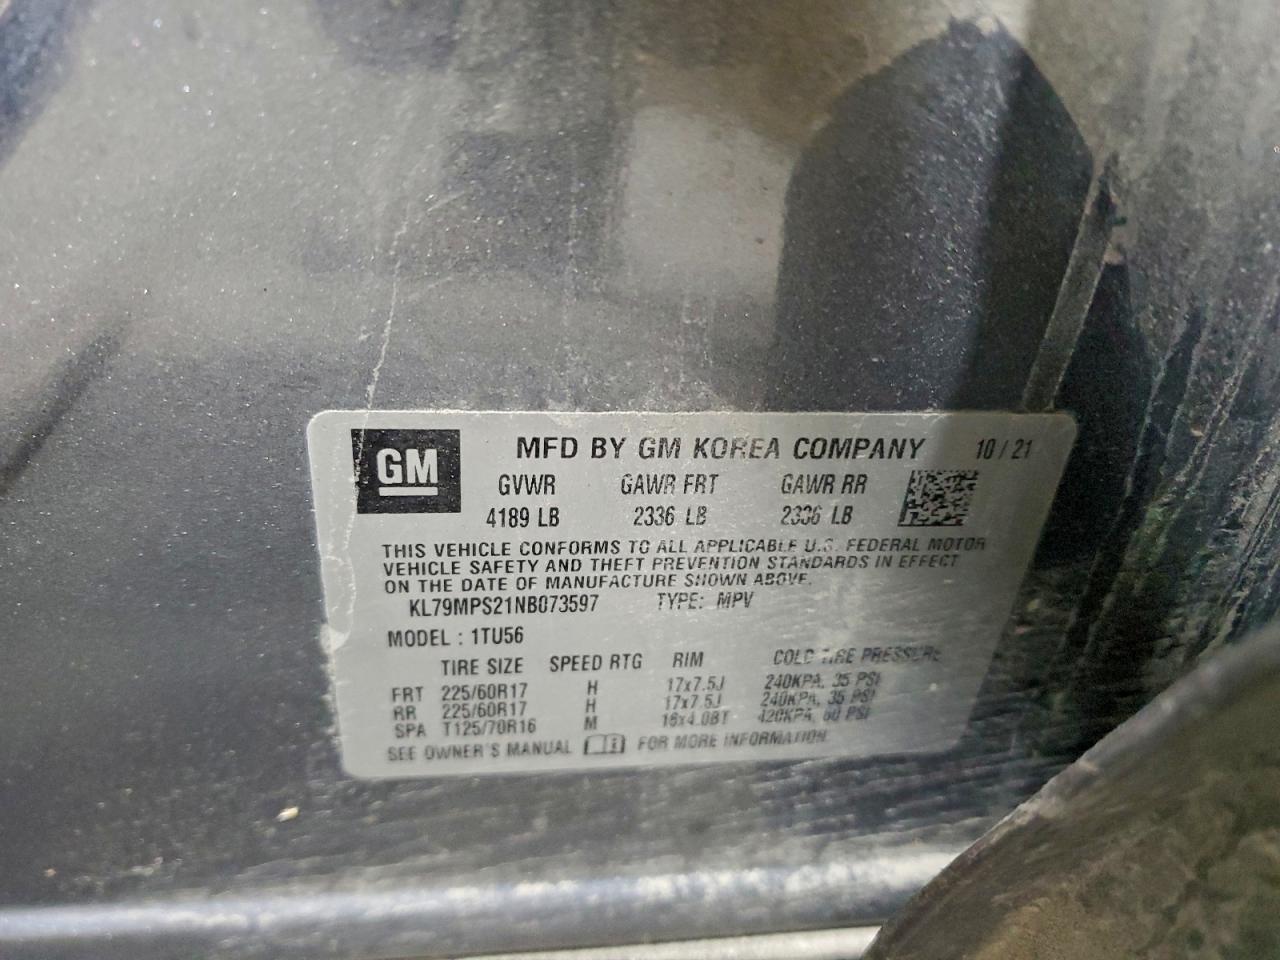 GM
MFD BY GM KOREA COMPANY 10 / 21
GVWR GAWR FRT GAWR RR
4189 LB 2336 LB 2336 LB
THIS VEHICLE CONFORMS TO ALL APPLICABLE U.S. FEDERAL MOTOR
VEHICLE SAFETY AND THEFT PREVENTION STANDARDS IN EFFECT
ON THE DATE OF MANUFACTURE SHOWN ABOVE.
KL79MPS21NB073597 TYPE: MPV
MODEL : 1TU56
TIRE SIZE SPEED RTG RIM COLD TIRE PRESSURE
FRT 225/60R17 H 17x7.5J 240KPA, 35 PSI
RR 225/60R17 H 17x7.5J 240KPA, 35 PSI
SPA T125/70R16 M 16x4.0BT 420KPA, 60 PSI
SEE OWNER'S MANUAL FOR MORE INFORMATION